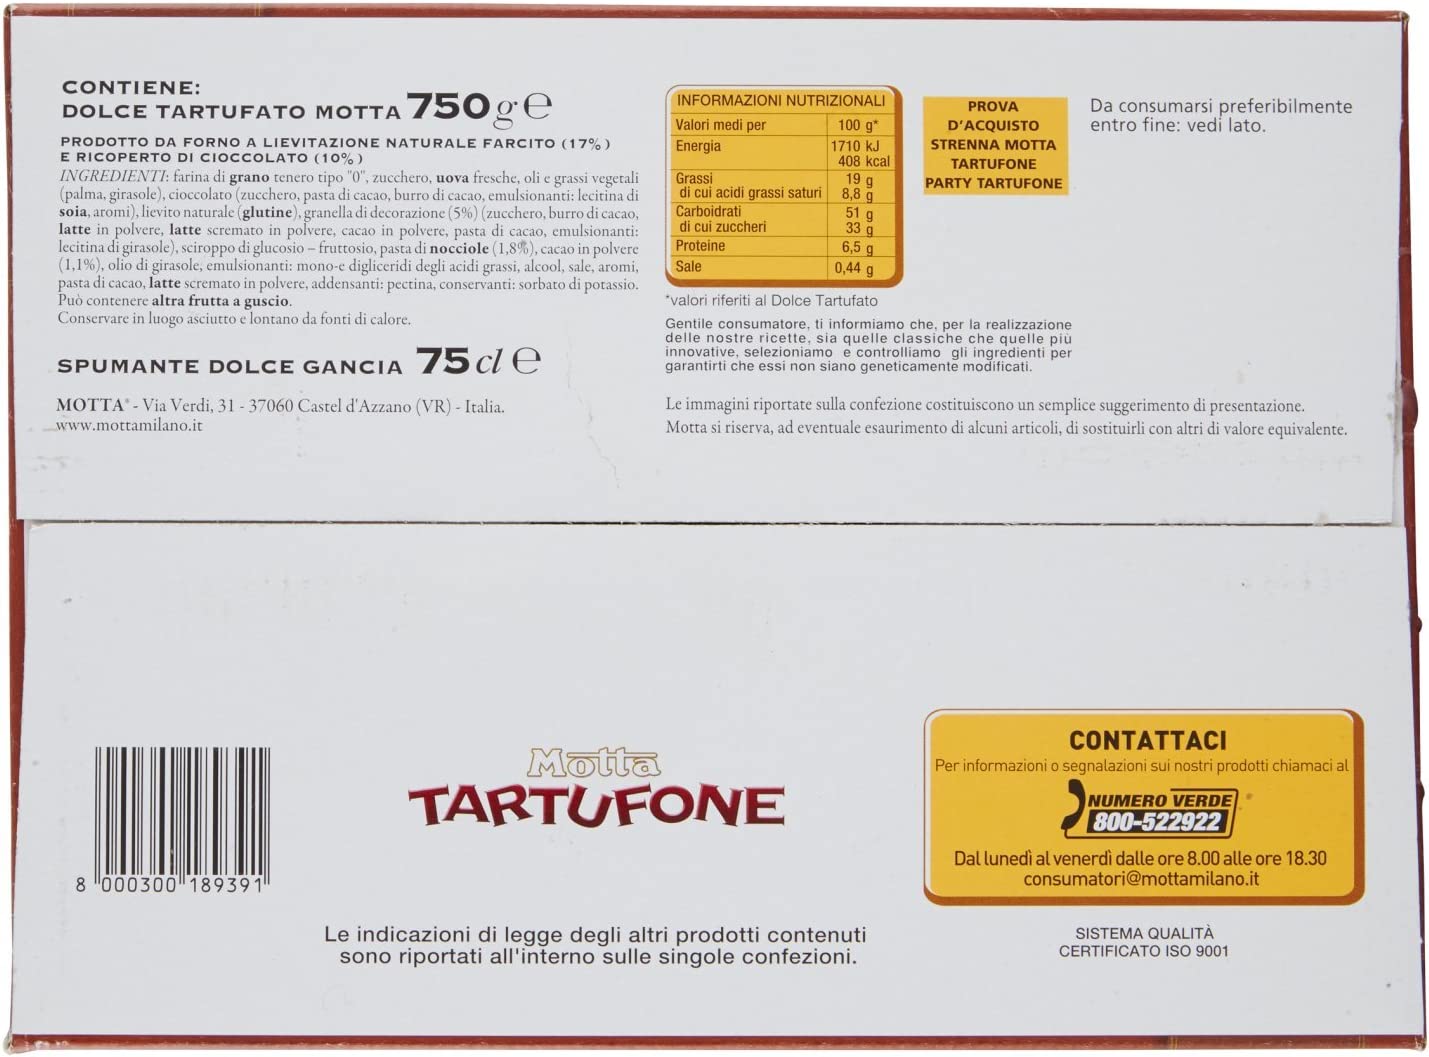 CONTIENE:
DOLCE TARTUFATO MOTTA 750 g e
PRODOTTO DA FORNO A LIEVITAZIONE NATURALE FARCITO (17%)
E RICOPERTO DI CIOCCOLATO (10%)
INGREDIENTI: farina di grano tenero tipo "0", zucchero, uova fresche, oli e grassi vegetali
(palma, girasole), cioccolato (zucchero, pasta di cacao, burro di cacao, emulsionanti: lecitina di
soia, aromi), lievito naturale (glutine), granella di decorazione (5%) (zucchero, burro di cacao,
latte in polvere, latte scremato in polvere, cacao in polvere, pasta di cacao, emulsionanti:
lecitina di girasole), sciroppo di glucosio – fruttosio, pasta di nocciole (1,8%), cacao in polvere
(1,1%), olio di girasole, emulsionanti: mono-e digliceridi degli acidi grassi, alcool, sale, aromi,
pasta di cacao, latte scremato in polvere, addensanti: pectina, conservanti: sorbato di potassio.
Può contenere altra frutta a guscio.
Conservare in luogo asciutto e lontano da fonti di calore.
SPUMANTE DOLCE GANCIA 75 cl e
MOTTA® - Via Verdi, 31 - 37060 Castel d'Azzano (VR) - Italia.
www.mottamilano.it
INFORMAZIONI NUTRIZIONALI
Valori medi per 100 g*
Energia 1710 kJ
408 kcal
Grassi 19 g
di cui acidi grassi saturi 8,8 g
Carboidrati 51 g
di cui zuccheri 33 g
Proteine 6,5 g
Sale 0,44 g
*valori riferiti al Dolce Tartufato
Gentile consumatore, ti informiamo che, per la realizzazione
delle nostre ricette, sia quelle classiche che quelle più
innovative, selezioniamo e controlliamo gli ingredienti per
garantirti che essi non siano geneticamente modificati.
Le immagini riportate sulla confezione costituiscono un semplice suggerimento di presentazione.
Motta si riserva, ad eventuale esaurimento di alcuni articoli, di sostituirli con altri di valore equivalente.
PROVA
D'ACQUISTO
STRENNA MOTTA
TARTUFONE
PARTY TARTUFONE
Da consumarsi preferibilmente
entro fine: vedi lato.
8 000300 189391
Motta
TARTUFONE
Le indicazioni di legge degli altri prodotti contenuti
sono riportati all'interno sulle singole confezioni.
CONTATTACI
Per informazioni o segnalazioni sui nostri prodotti chiamaci al
NUMERO VERDE
800-522922
Dal lunedì al venerdì dalle ore 8.00 alle ore 18.30
consumatori@mottamilano.it
SISTEMA QUALITÀ
CERTIFICATO ISO 9001